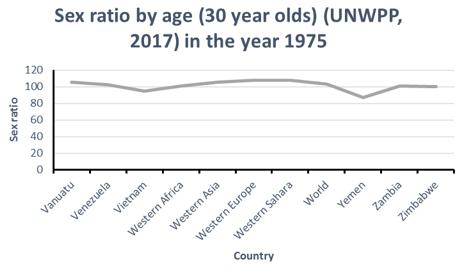 Sex ratio by age (30 year olds) (UNWPP,
2017) in the year 1975
120
100
80
60
40
20
0
Sex ratio
Vanuatu
Venezuela
Vietnam
Western Africa
Western Asia
Western Europe
Western Sahara
World
Yemen
Zambia
Zimbabwe
Country